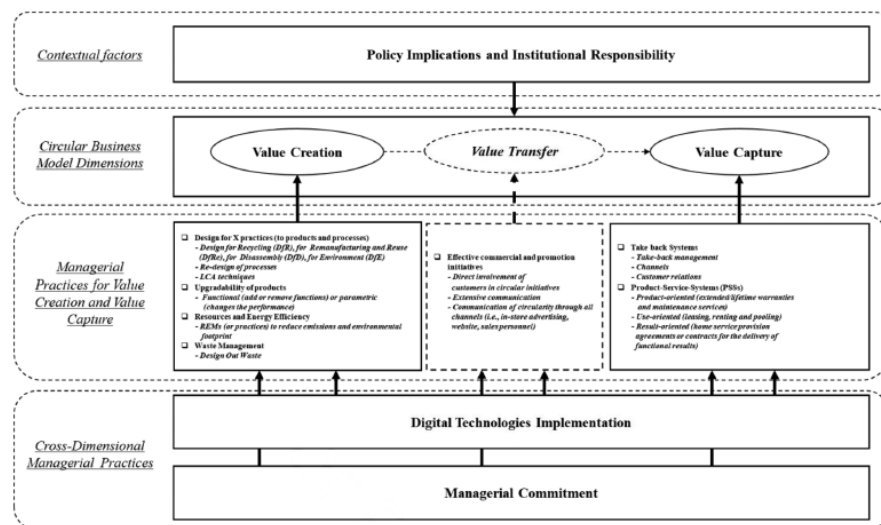 Contextual factors
Policy Implications and Institutional Responsibility
Circular Business
Model Dimensions
Value Creation
Value Transfer
Value Capture
Managerial
Practices for Value
Creation and Value
Capture
Design for X practices (to products and processes)
- Design for Recycling (DfR), for Remanufacturing and Reuse
(DfRe), for Disassembly (DfD), for Environment (DfE)
- Re-design of processes
- LCA techniques
Upgradability of products
- Functional (add or remove functions) or parametric
(changes the performance)
Resources and Energy Efficiency
- REMs (or practices) to reduce emissions and environmental
footprint
Waste Management
- Design Out Waste
Effective commercial and promotion
initiatives
- Direct involvement of
customers in circular initiatives
- Extensive communication
- Communication of circularity through all
channels (i.e., in-store advertising,
website, sales personnel)
Take back Systems
- Take-back management
- Channels
- Customer relations
Product-Service-Systems (PSSs)
- Product-oriented (extended lifetime warranties
and maintenance services)
- Use-oriented (leasing, renting and pooling)
- Result-oriented (home service provision
agreements or contracts for the delivery of
functional results)
Cross-Dimensional
Managerial Practices
Digital Technologies Implementation
Managerial Commitment